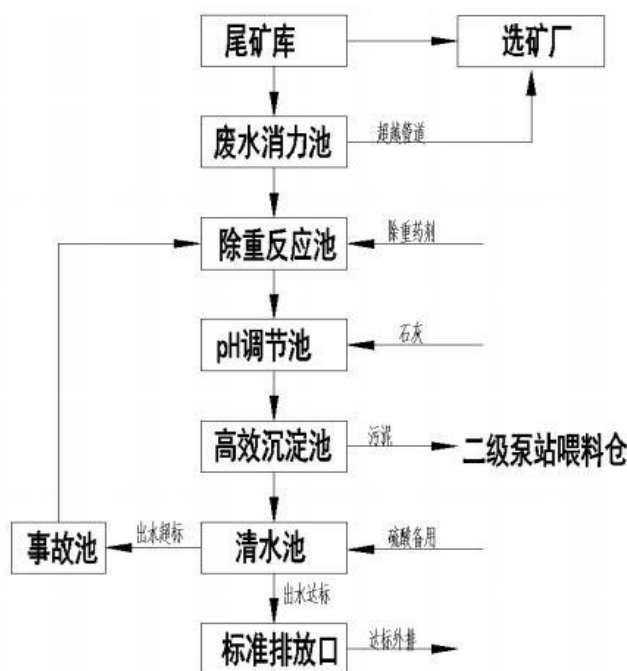 尾矿库
选矿厂
废水消力池
超越管道
除重反应池
除重药剂
pH调节池
石灰
高效沉淀池
污泥
二级泵站喂料仓
事故池
出水超标
清水池
硫酸备用
出水达标
标准排放口
达标外排